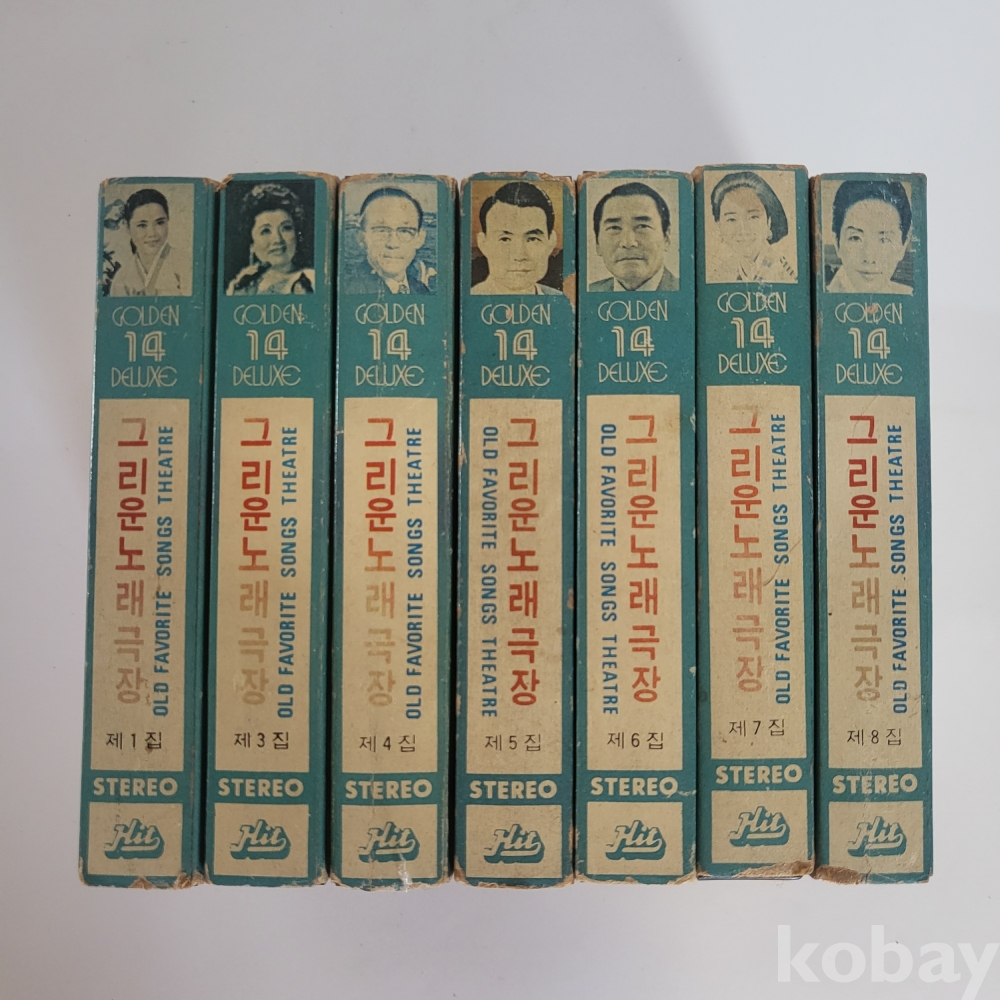 GOLDEN
14
DELUXE
그리운노래극장
OLD FAVORITE SONGS THEATRE
제1집
STEREO
Hit
GOLDEN
14
DELUXE
그리운노래극장
OLD FAVORITE SONGS THEATRE
제3집
STEREO
Hit
GOLDEN
14
DELUXE
그리운노래극장
OLD FAVORITE SONGS THEATRE
제4집
STEREO
Hit
GOLDEN
14
DELUXE
그리운노래극장
OLD FAVORITE SONGS THEATRE
제5집
STEREO
Hit
GOLDEN
14
DELUXE
그리운노래극장
OLD FAVORITE SONGS THEATRE
제6집
STEREO
Hit
GOLDEN
14
DELUXE
그리운노래극장
OLD FAVORITE SONGS THEATRE
제7집
STEREO
Hit
GOLDEN
14
DELUXE
그리운노래극장
OLD FAVORITE SONGS THEATRE
제8집
STEREO
Hit
kobay